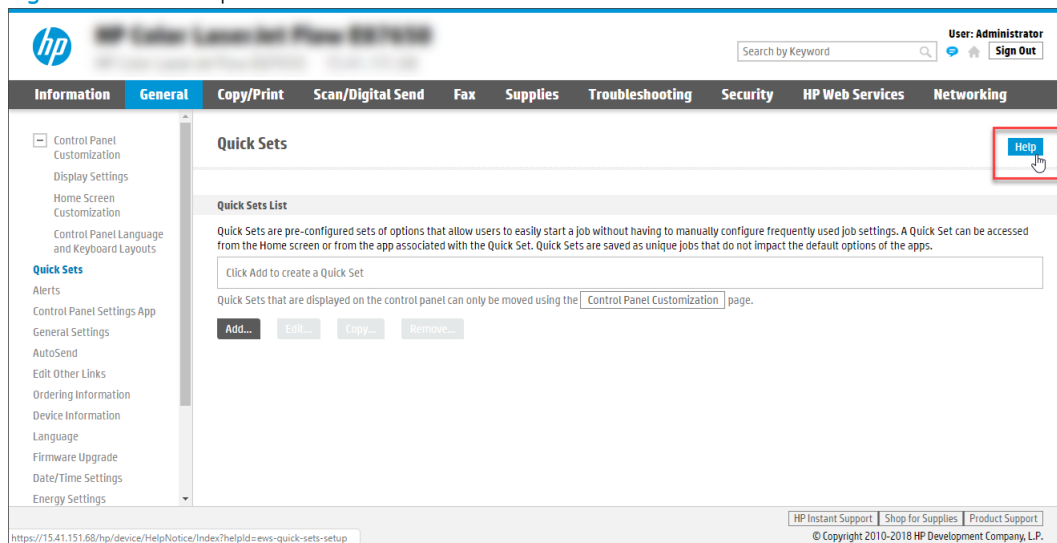 hp
User: Administrator
Search by Keyword
Sign Out
Information General Copy/Print Scan/Digital Send Fax Supplies Troubleshooting Security HP Web Services Networking
Control Panel
Customization
Display Settings
Home Screen
Customization
Control Panel Language
and Keyboard Layouts
Quick Sets
Alerts
Control Panel Settings App
General Settings
AutoSend
Edit Other Links
Ordering Information
Device Information
Language
Firmware Upgrade
Date/Time Settings
Energy Settings
Quick Sets
Help
Quick Sets List
Quick Sets are pre-configured sets of options that allow users to easily start a job without having to manually configure frequently used job settings. A Quick Set can be accessed
from the Home screen or from the app associated with the Quick Set. Quick Sets are saved as unique jobs that do not impact the default options of the apps.
Click Add to create a Quick Set
Quick Sets that are displayed on the control panel can only be moved using the Control Panel Customization page.
Add... Edit... Copy... Remove...
HP Instant Support Shop for Supplies Product Support
https://15.41.151.68/hp/device/HelpNotice/Index?helpId=ews-quick-sets-setup
© Copyright 2010-2018 HP Development Company, L.P.